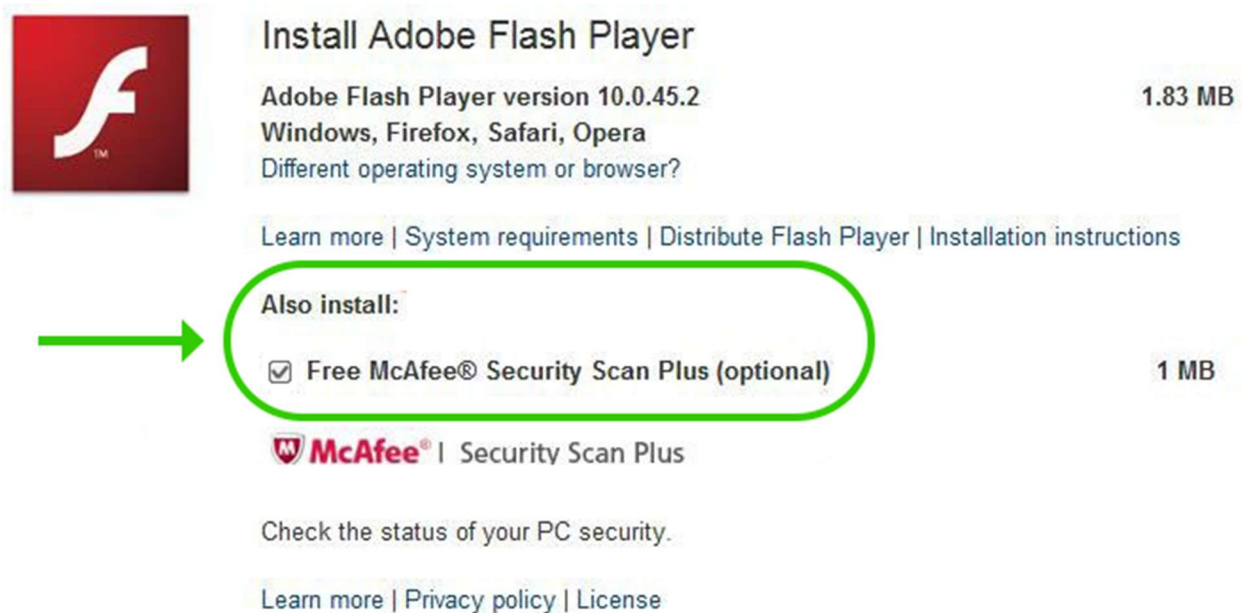 Install Adobe Flash Player
Adobe Flash Player version 10.0.45.2 1.83 MB
Windows, Firefox, Safari, Opera
Different operating system or browser?
Learn more | System requirements | Distribute Flash Player | Installation instructions
Also install:
Free McAfee® Security Scan Plus (optional) 1 MB
McAfee® | Security Scan Plus
Check the status of your PC security.
Learn more | Privacy policy | License
TM